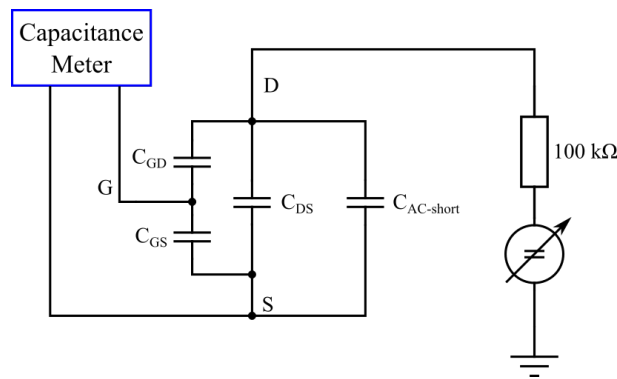 Capacitance
Meter
D
C_GD
G
C_GS
C_DS
C_AC-short
S
100 kΩ